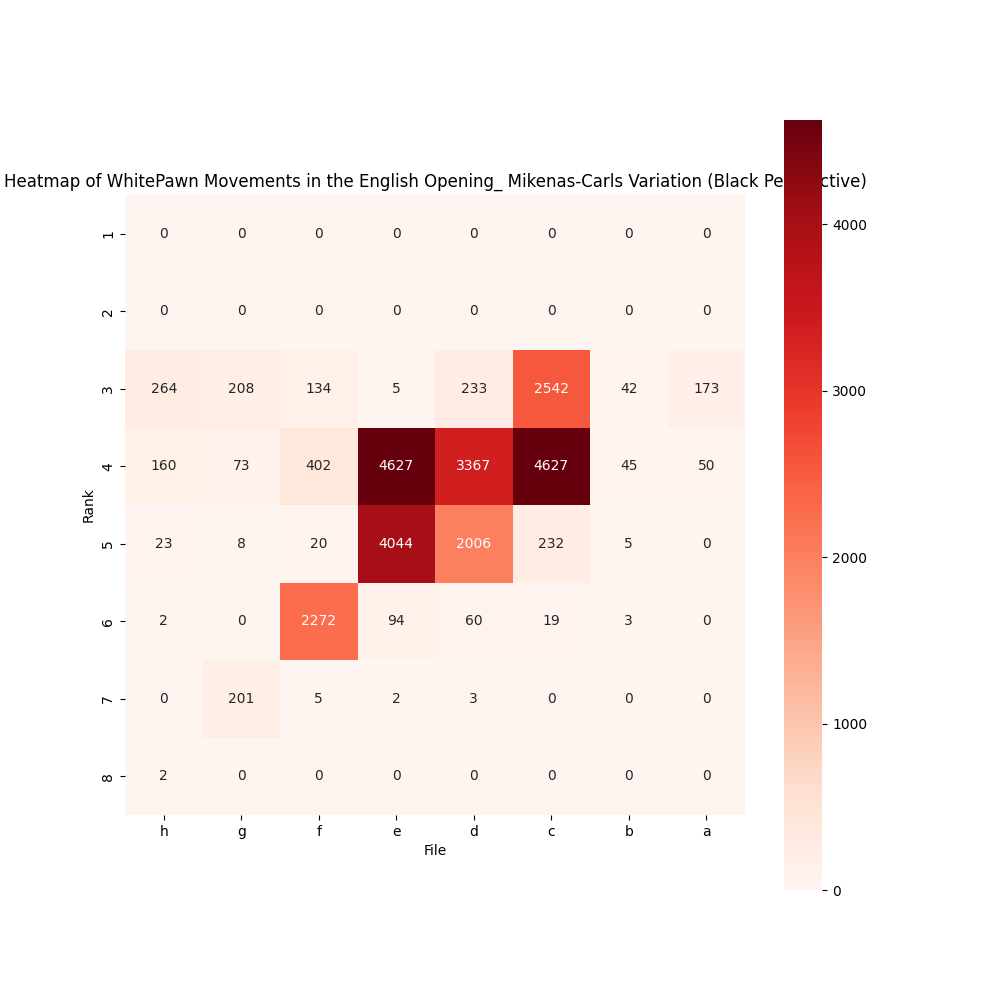 Heatmap of WhitePawn Movements in the English Opening_ Mikenas-Carls Variation (Black Pe ctive)
4000
3000
2000
1000
0
Rank
1 0 0 0 0 0 0 0 0
2 0 0 0 0 0 0 0 0
3 264 208 134 5 233 2542 42 173
4 160 73 402 4627 3367 4627 45 50
5 23 8 20 4044 2006 232 5 0
6 2 0 2272 94 60 19 3 0
7 0 201 5 2 3 0 0 0
8 2 0 0 0 0 0 0 0
h g f e d c b a
File